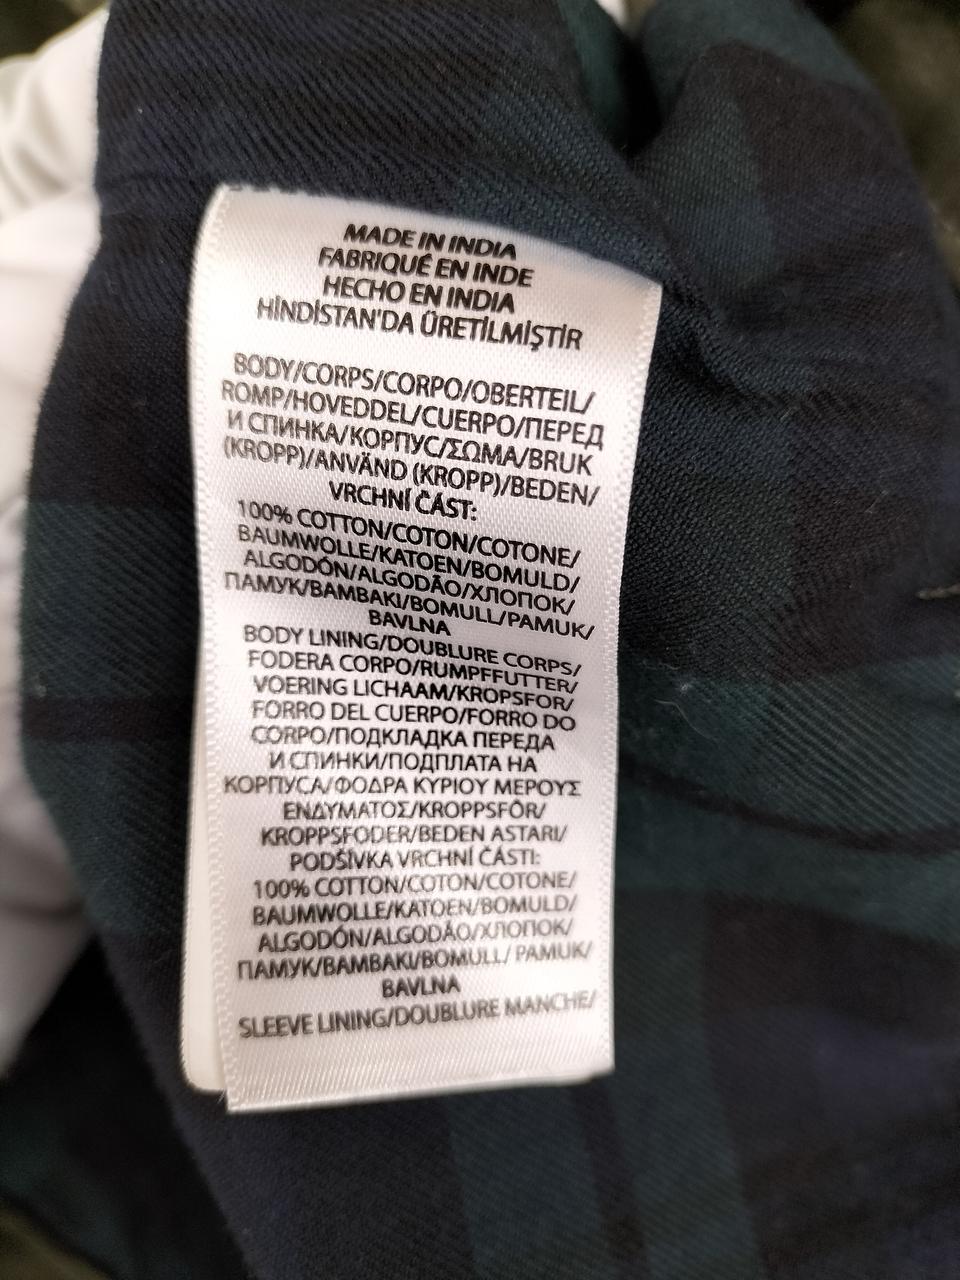 MADE IN INDIA
FABRIQUÉ EN INDE
HECHO EN INDIA
HİNDİSTAN'DA ÜRETİLMİŞTİR
BODY/CORPS/CORPO/OBERTEIL/
ROMP/HOVEDDEL/CUERPO/ПЕРЕД
И СПИНКА/КОРПУС/ΣΩΜΑ/BRUK
(KROPP)/ANVÄND (KROPP)/BEDEN/
VRCHNÍ ČÁST:
100% COTTON/COTON/COTONE/
BAUMWOLLE/KATOEN/BOMULD/
ALGODÓN/ALGODÃO/ХЛОПОК/
ПАМУК/ΒΑΜΒΑΚΙ/BOMULL/PAMUK/
BAVLNA
BODY LINING/DOUBLURE CORPS/
FODERA CORPO/RUMPFFUTTER/
VOERING LICHAAM/KROPSFOR/
FORRO DEL CUERPO/FORRO DO
CORPO/ПОДКЛАДКА ПЕРЕДА
И СПИНКИ/ПОДПЛАТА НА
КОРПУСА/ΦΟΔΡΑ ΚΥΡΙΟΥ ΜΕΡΟΥΣ
ΕΝΔΥΜΑΤΟΣ/KROPPSFÔR/
KROPPSFODER/BEDEN ASTARI/
PODŠÍVKA VRCHNÍ ČÁSTI:
100% COTTON/COTON/COTONE/
BAUMWOLLE/KATOEN/BOMULD/
ALGODÓN/ALGODÃO/ХЛОПОК/
ПАМУК/ΒΑΜΒΑΚΙ/BOMULL/ PAMUK/
BAVLNA
SLEEVE LINING/DOUBLURE MANCHE/